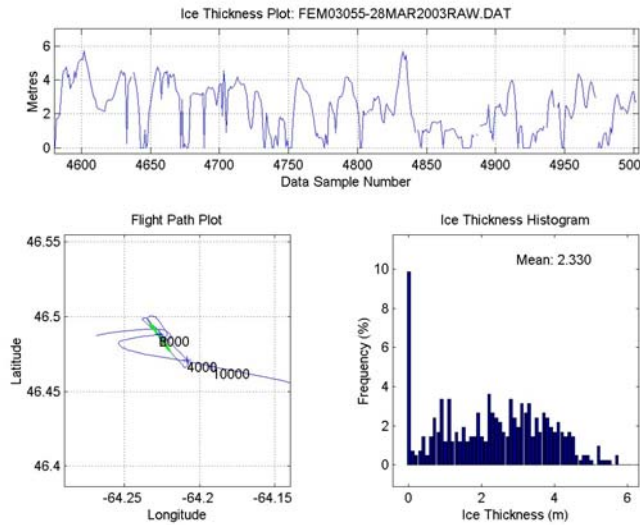 Ice Thickness Plot: FEM03055-28MAR2003RAW.DAT
6
4
2
0
Metres
4600 4650 4700 4750 4800 4850 4900 4950 5000
Data Sample Number
Flight Path Plot
46.55
46.5
46.45
46.4
Latitude
8000
4000
10000
-64.25 -64.2 -64.15
Longitude
Ice Thickness Histogram
Mean: 2.330
10
8
6
4
2
0
Frequency (%)
0 2 4 6
Ice Thickness (m)